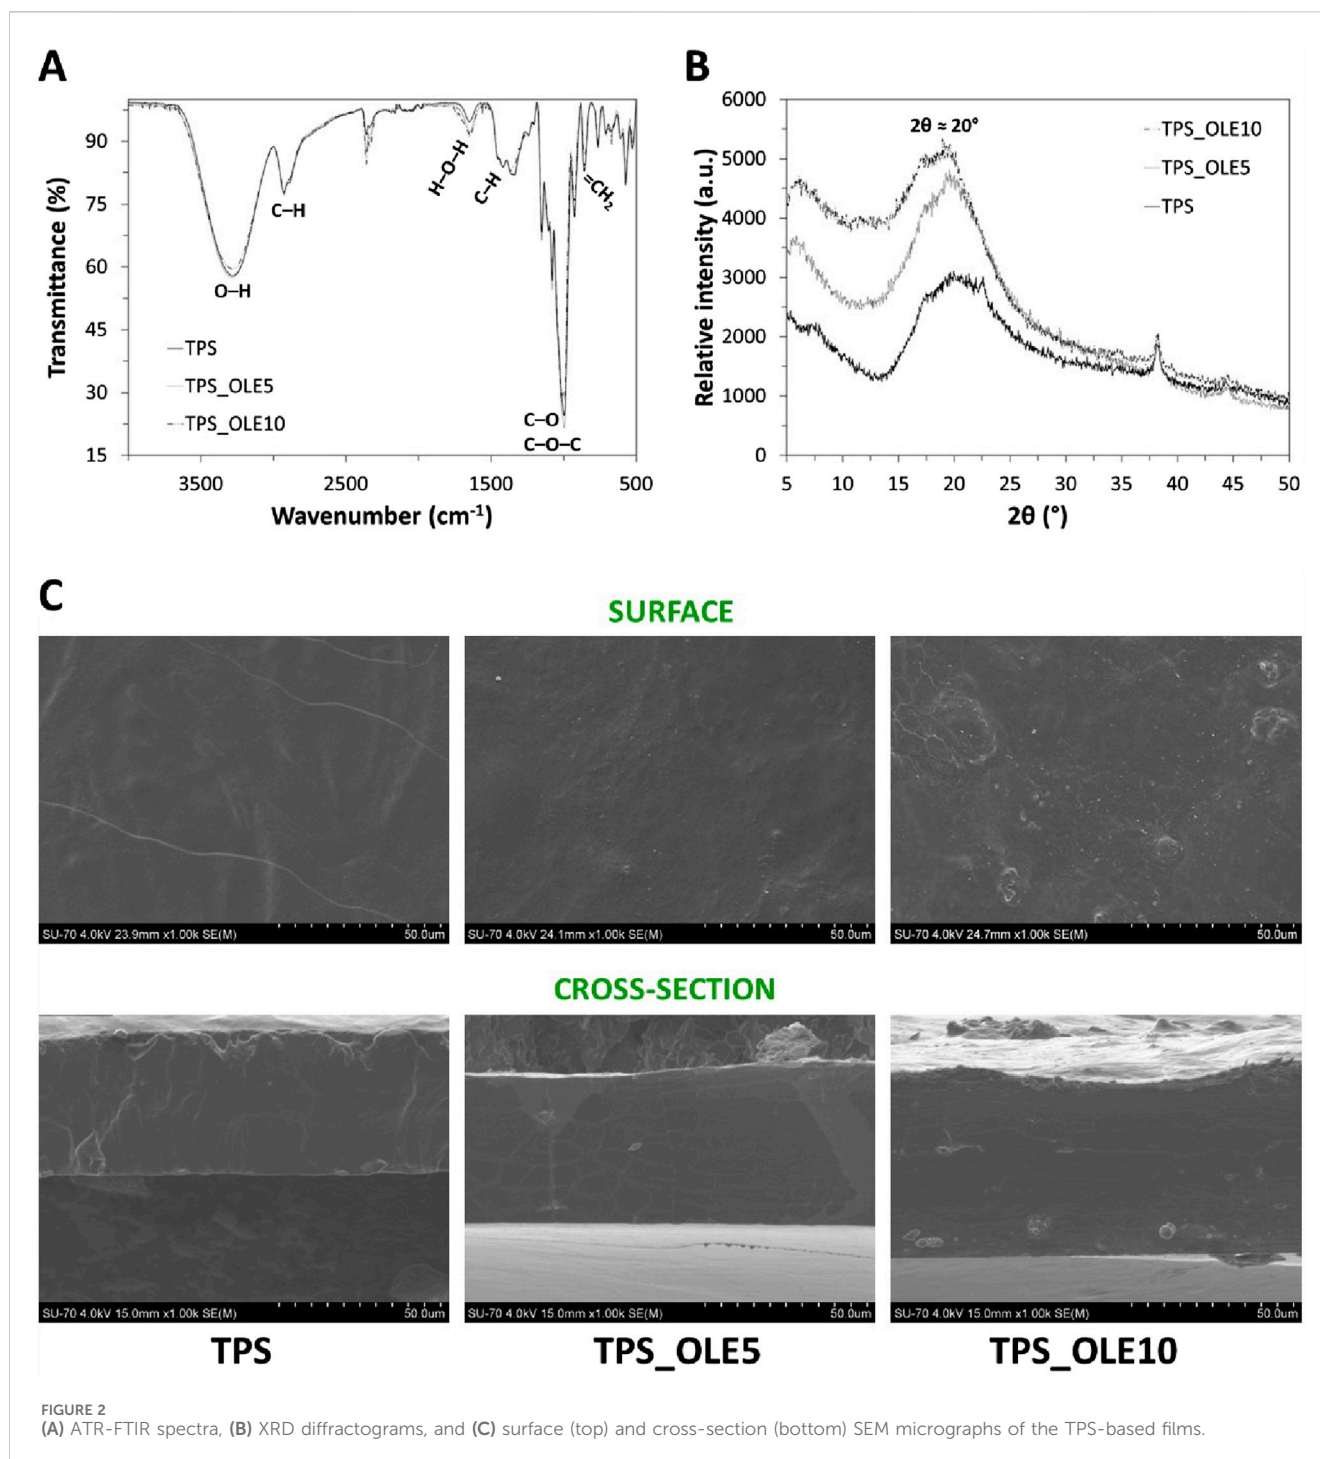 A
B
90
75
60
45
30
15
Transmittance (%)
O–H
C–H
H–O–H
C–H
=CH2
C–O
C–O–C
TPS
TPS_OLE5
TPS_OLE10
3500
2500
1500
500
Wavenumber (cm-1)
6000
5000
4000
3000
2000
1000
0
Relative intensity (a.u.)
2θ ≈ 20°
TPS_OLE10
TPS_OLE5
TPS
5 10 15 20 25 30 35 40 45 50
2θ (°)
C
SURFACE
SU-70 4.0kV 23.9mm x1.00k SE(M) 50.0um
SU-70 4.0kV 24.1mm x1.00k SE(M) 50.0um
SU-70 4.0kV 24.7mm x1.00k SE(M) 50.0um
CROSS-SECTION
SU-70 4.0kV 15.0mm x1.00k SE(M) 50.0um
SU-70 4.0kV 15.0mm x1.00k SE(M) 50.0um
SU-70 4.0kV 15.0mm x1.00k SE(M) 50.0um
TPS
TPS_OLE5
TPS_OLE10
FIGURE 2
(A) ATR-FTIR spectra, (B) XRD diffractograms, and (C) surface (top) and cross-section (bottom) SEM micrographs of the TPS-based films.